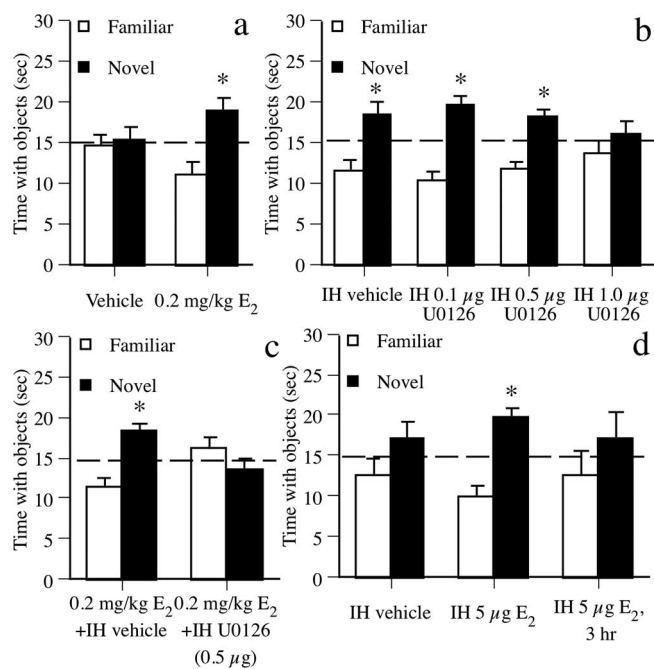 a
Time with objects (sec)
30
25
20
15
10
5
0
Familiar
Novel
*
Vehicle
0.2 mg/kg E₂
b
Time with objects (sec)
30
25
20
15
10
5
0
Familiar
Novel
*
*
*
IH vehicle
IH 0.1 µg
U0126
IH 0.5 µg
U0126
IH 1.0 µg
U0126
c
Time with objects (sec)
30
25
20
15
10
5
0
Familiar
Novel
*
0.2 mg/kg E₂
+IH vehicle
0.2 mg/kg E₂
+IH U0126
(0.5 µg)
d
Time with objects (sec)
30
25
20
15
10
5
0
Familiar
Novel
*
IH vehicle
IH 5 µg E₂
IH 5 µg E₂,
3 hr